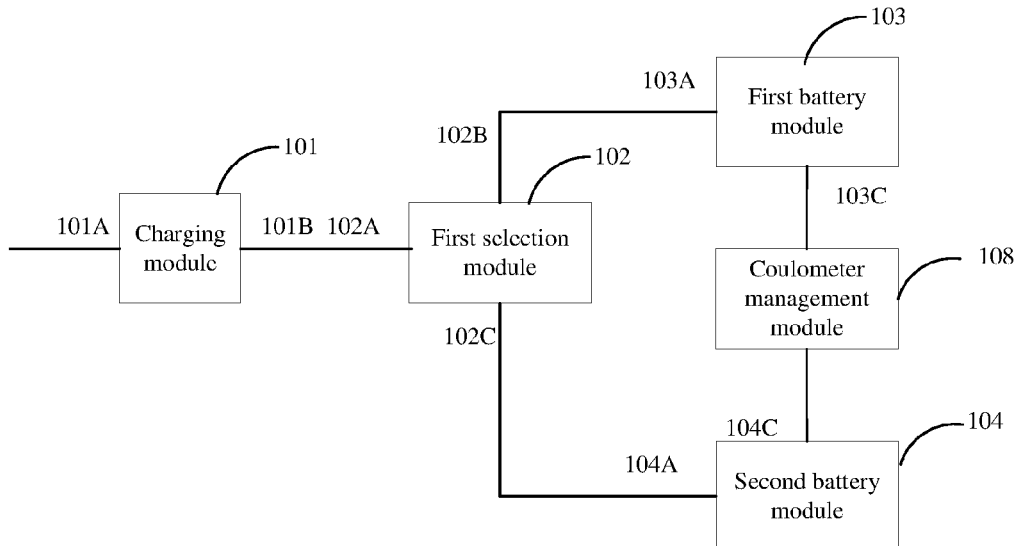 103
103A
First battery
module
102B
101
102
103C
101A
Charging
module
101B
102A
First selection
module
Coulometer
management
module
108
102C
104C
104
104A
Second battery
module